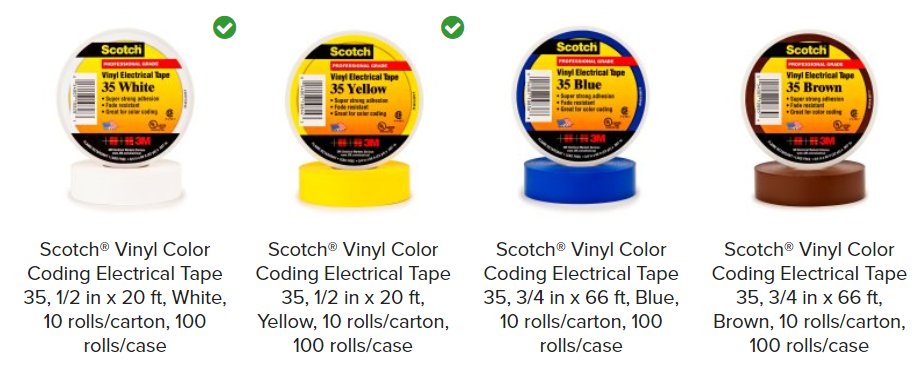 Scotch
PROFESSIONAL GRADE
Vinyl Electrical Tape
35 White
• Super strong adhesion
• Fade resistant
• Great for color coding
3M
Scotch
PROFESSIONAL GRADE
Vinyl Electrical Tape
35 Yellow
• Super strong adhesion
• Fade resistant
• Great for color coding
3M
Scotch
PROFESSIONAL GRADE
Vinyl Electrical Tape
35 Blue
• Super strong adhesion
• Fade resistant
• Great for color coding
3M
Scotch
PROFESSIONAL GRADE
Vinyl Electrical Tape
35 Brown
• Super strong adhesion
• Fade resistant
• Great for color coding
3M
Scotch® Vinyl Color
Coding Electrical Tape
35, 1/2 in x 20 ft, White,
10 rolls/carton, 100
rolls/case
Scotch® Vinyl Color
Coding Electrical Tape
35, 1/2 in x 20 ft,
Yellow, 10 rolls/carton,
100 rolls/case
Scotch® Vinyl Color
Coding Electrical Tape
35, 3/4 in x 66 ft, Blue,
10 rolls/carton, 100
rolls/case
Scotch® Vinyl Color
Coding Electrical Tape
35, 3/4 in x 66 ft,
Brown, 10 rolls/carton,
100 rolls/case